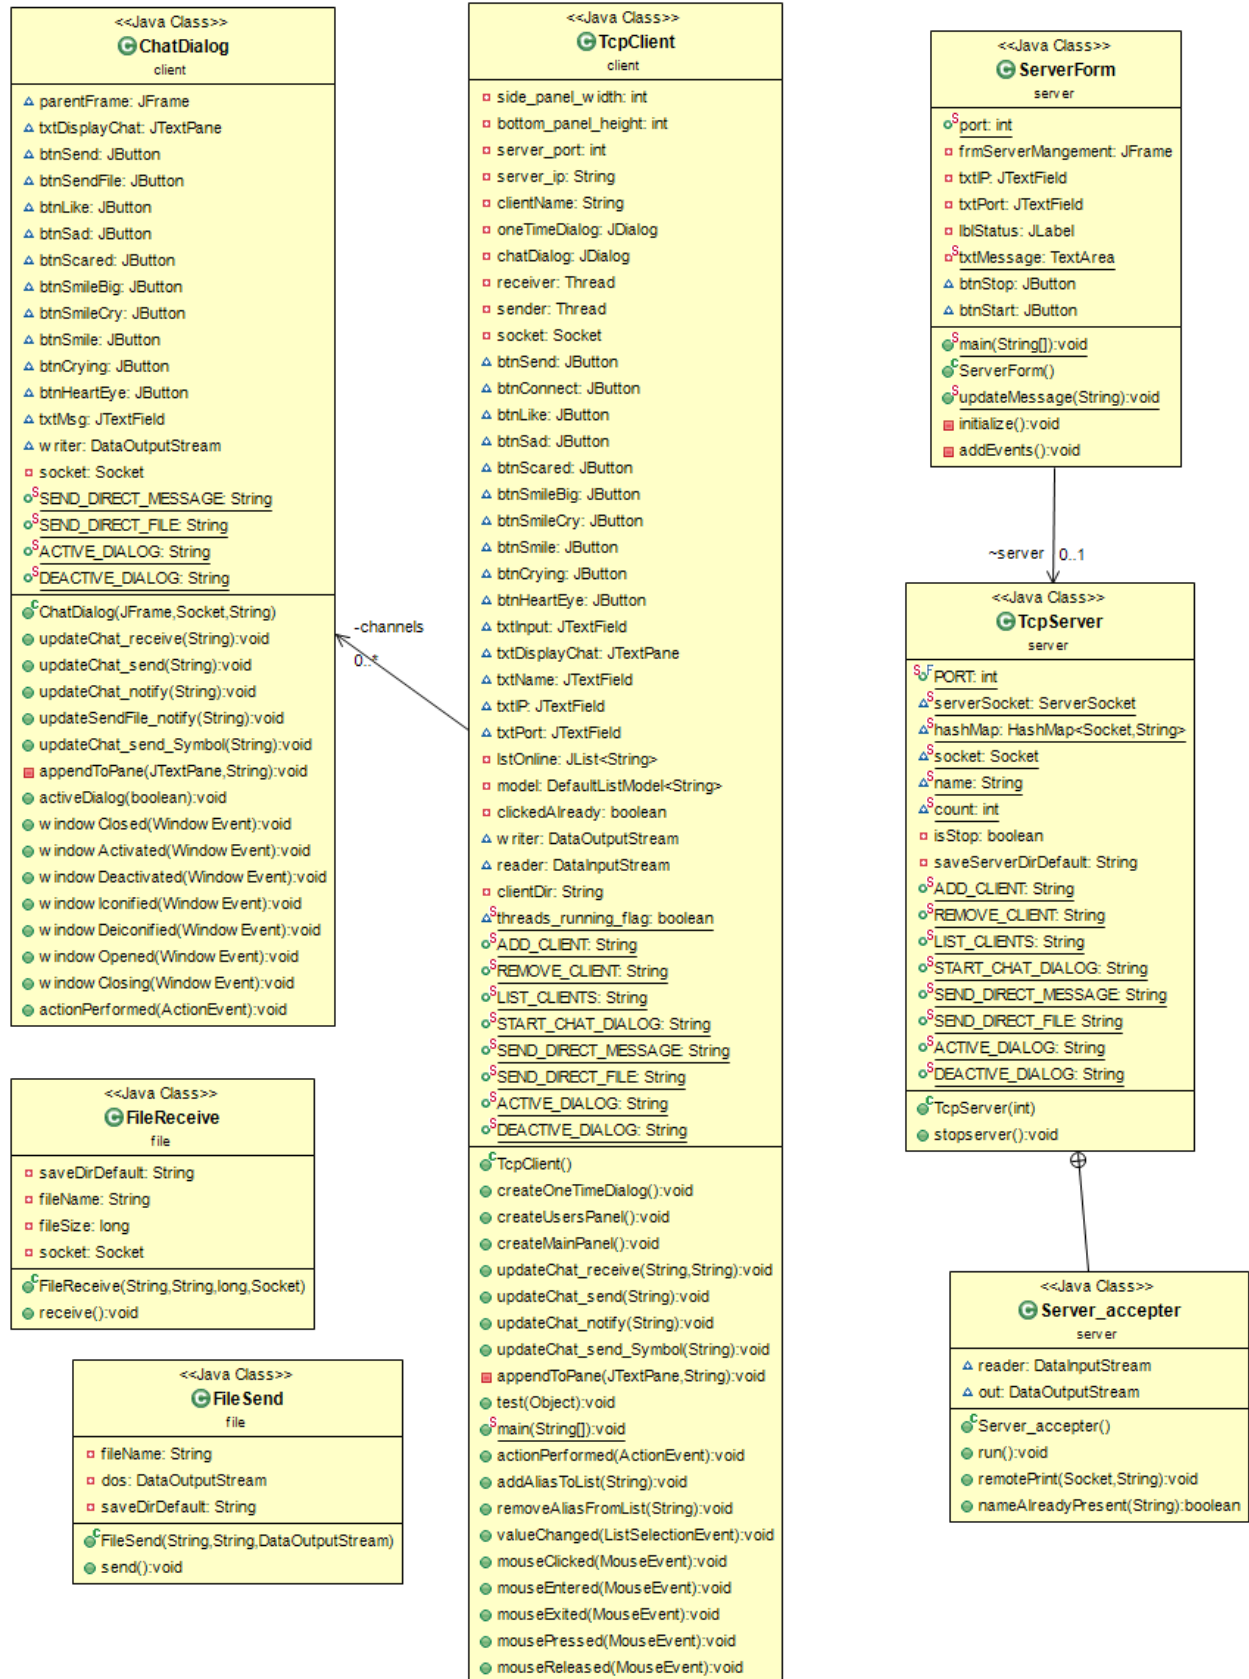 <<Java Class>>
ChatDialog
client
parentFrame: JFrame
txtDisplayChat: JTextPane
btnSend: JButton
btnSendFile: JButton
btnLike: JButton
btnSad: JButton
btnScared: JButton
btnSmileBig: JButton
btnSmileCry: JButton
btnSmile: JButton
btnCrying: JButton
btnHeartEye: JButton
txtMsg: JTextField
writer: DataOutputStream
socket: Socket
SEND_DIRECT_MESSAGE: String
SEND_DIRECT_FILE: String
ACTIVE_DIALOG: String
DEACTIVE_DIALOG: String
ChatDialog(JFrame,Socket,String)
updateChat_receive(String):void
updateChat_send(String):void
updateChat_notify(String):void
updateSendFile_notify(String):void
updateChat_send_Symbol(String):void
appendToPane(JTextPane,String):void
activeDialog(boolean):void
windowClosed(WindowEvent):void
windowActivated(WindowEvent):void
windowDeactivated(WindowEvent):void
windowIconified(WindowEvent):void
windowDeiconified(WindowEvent):void
windowOpened(WindowEvent):void
windowClosing(WindowEvent):void
actionPerformed(ActionEvent):void
-channels
0..*
<<Java Class>>
TcpClient
client
side_panel_width: int
bottom_panel_height: int
server_port: int
server_ip: String
clientName: String
oneTimeDialog: JDialog
chatDialog: JDialog
receiver: Thread
sender: Thread
socket: Socket
btnSend: JButton
btnConnect: JButton
btnLike: JButton
btnSad: JButton
btnScared: JButton
btnSmileBig: JButton
btnSmileCry: JButton
btnSmile: JButton
btnCrying: JButton
btnHeartEye: JButton
txtInput: JTextField
txtDisplayChat: JTextPane
txtName: JTextField
txtIP: JTextField
txtPort: JTextField
lstOnline: JList<String>
model: DefaultListModel<String>
clickedAlready: boolean
writer: DataOutputStream
reader: DataInputStream
clientDir: String
threads_running_flag: boolean
ADD_CLIENT: String
REMOVE_CLIENT: String
LIST_CLIENTS: String
START_CHAT_DIALOG: String
SEND_DIRECT_MESSAGE: String
SEND_DIRECT_FILE: String
ACTIVE_DIALOG: String
DEACTIVE_DIALOG: String
TcpClient()
createOneTimeDialog():void
createUsersPanel():void
createMainPanel():void
updateChat_receive(String,String):void
updateChat_send(String):void
updateChat_notify(String):void
updateChat_send_Symbol(String):void
appendToPane(JTextPane,String):void
test(Object):void
main(String[]):void
actionPerformed(ActionEvent):void
addAliasToList(String):void
removeAliasFromList(String):void
valueChanged(ListSelectionEvent):void
mouseClicked(MouseEvent):void
mouseEntered(MouseEvent):void
mouseExited(MouseEvent):void
mousePressed(MouseEvent):void
mouseReleased(MouseEvent):void
<<Java Class>>
ServerForm
server
port: int
frmServerMangement: JFrame
txtIP: JTextField
txtPort: JTextField
lblStatus: JLabel
txtMessage: TextArea
btnStop: JButton
btnStart: JButton
main(String[]):void
ServerForm()
updateMessage(String):void
initialize():void
addEvents():void
~server
0..1
<<Java Class>>
TcpServer
server
PORT: int
serverSocket: ServerSocket
hashMap: HashMap<Socket,String>
socket: Socket
name: String
count: int
isStop: boolean
saveServerDirDefault: String
ADD_CLIENT: String
REMOVE_CLIENT: String
LIST_CLIENTS: String
START_CHAT_DIALOG: String
SEND_DIRECT_MESSAGE: String
SEND_DIRECT_FILE: String
ACTIVE_DIALOG: String
DEACTIVE_DIALOG: String
TcpServer(int)
stopserver():void
<<Java Class>>
Server_accepter
server
reader: DataInputStream
out: DataOutputStream
Server_accepter()
run():void
remotePrint(Socket,String):void
nameAlreadyPresent(String):boolean
<<Java Class>>
FileReceive
file
saveDirDefault: String
fileName: String
fileSize: long
socket: Socket
FileReceive(String,String,long,Socket)
receive():void
<<Java Class>>
FileSend
file
fileName: String
dos: DataOutputStream
saveDirDefault: String
FileSend(String,String,DataOutputStream)
send():void